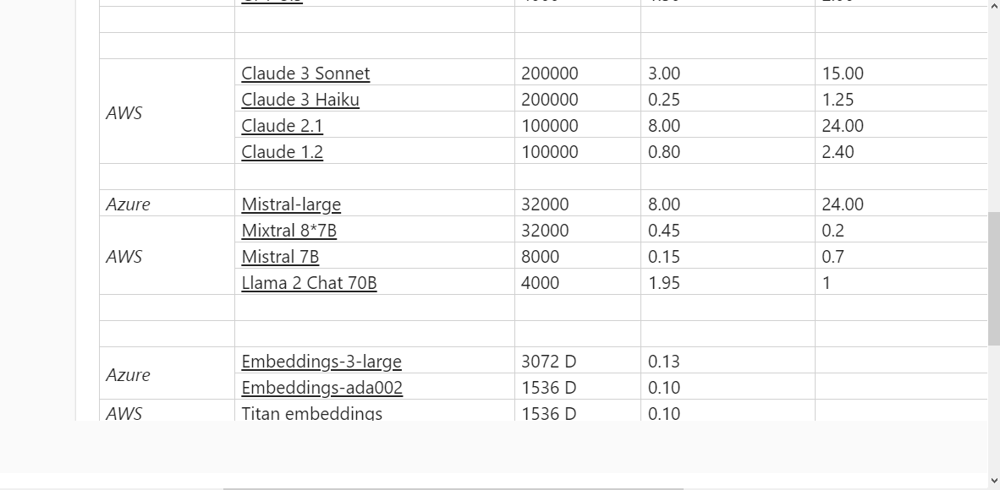 Claude 3 Sonnet 200000 3.00 15.00
AWS Claude 3 Haiku 200000 0.25 1.25
Claude 2.1 100000 8.00 24.00
Claude 1.2 100000 0.80 2.40
Azure Mistral-large 32000 8.00 24.00
Mixtral 8*7B 32000 0.45 0.2
AWS Mistral 7B 8000 0.15 0.7
Llama 2 Chat 70B 4000 1.95 1
Azure Embeddings-3-large 3072 D 0.13
Embeddings-ada002 1536 D 0.10
AWS Titan embeddings 1536 D 0.10